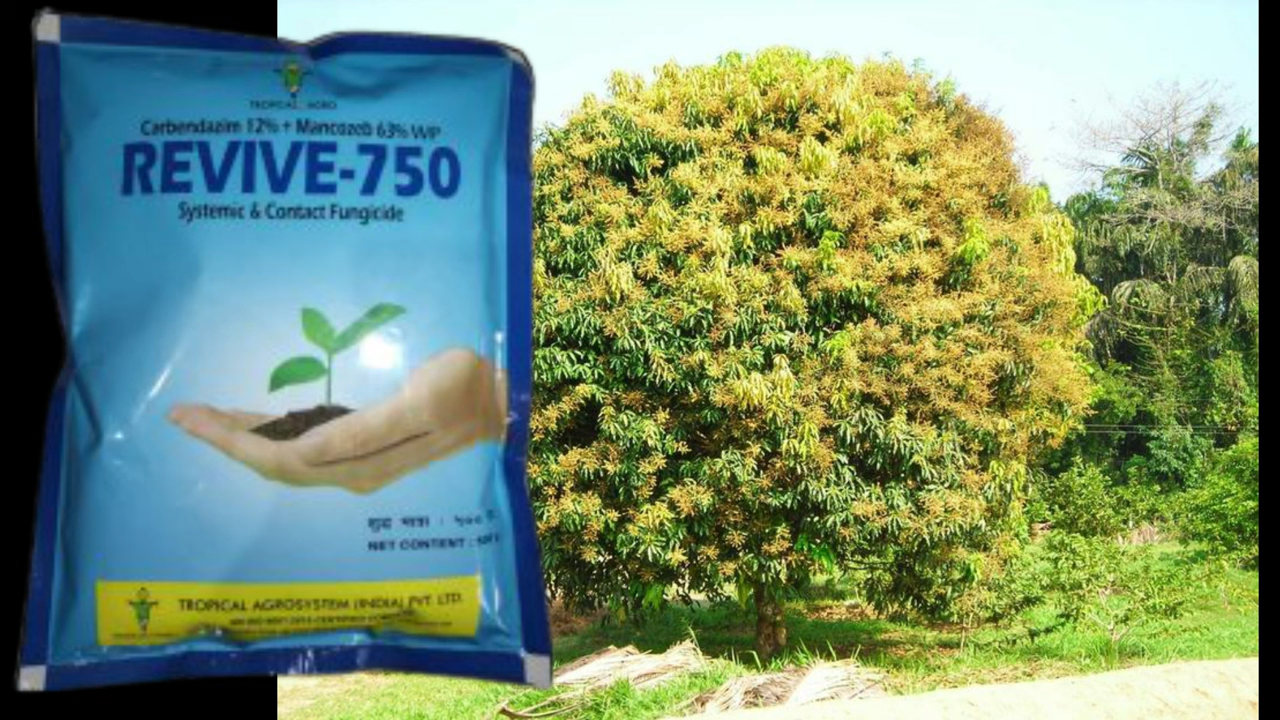 TROPICAL AGRO
Carbendazim 12% + Mancozeb 63% WP
REVIVE-750
Systemic & Contact Fungicide
शुद्ध मात्रा :
NET CONTENT :
TROPICAL AGROSYSTEM (INDIA) PVT. LTD.